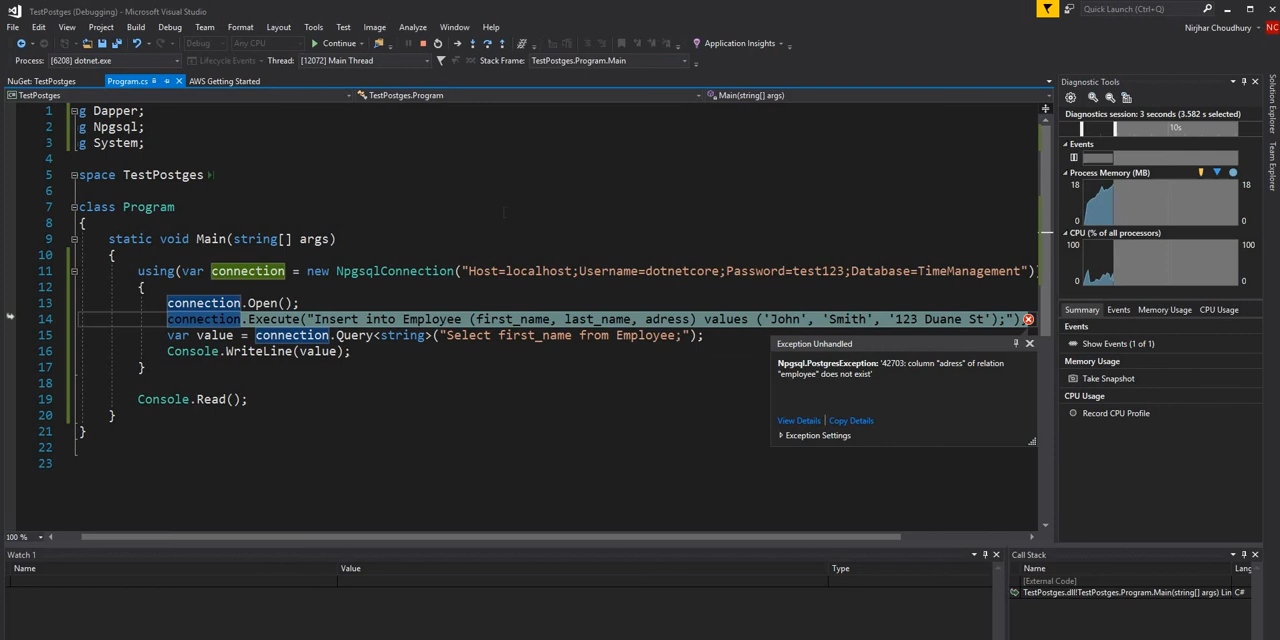 TestPostges (Debugging) - Microsoft Visual Studio
Quick Launch (Ctrl+Q)
File Edit View Project Build Debug Team Format Layout Tools Test Image Analyze Window Help
Nirjhar Choudhury NC
Debug Any CPU Continue Application Insights
Process: [6208] dotnet.exe Lifecycle Events Thread: [12072] Main Thread Stack Frame: TestPostges.Program.Main
NuGet: TestPostges Program.cs AWS Getting Started
TestPostges TestPostges.Program Main(string[] args)
1 g Dapper;
2 g Npgsql;
3 g System;
4
5 space TestPostges
6
7 class Program
8 {
9 static void Main(string[] args)
10 {
11 using(var connection = new NpgsqlConnection("Host=localhost;Username=dotnetcore;Password=test123;Database=TimeManagement")
12 {
13 connection.Open();
14 connection.Execute("Insert into Employee (first_name, last_name, adress) values ('John', 'Smith', '123 Duane St');")
15 var value = connection.Query<string>("Select first_name from Employee;");
16 Console.WriteLine(value);
17 }
18
19 Console.Read();
20 }
21 }
22
23
Exception Unhandled
Npgsql.PostgresException: '42703: column "adress" of relation
"employee" does not exist'
View Details | Copy Details
Exception Settings
100 %
Diagnostic Tools
Diagnostics session: 3 seconds (3.582 s selected)
10s
Events
Process Memory (MB)
18 18
0 0
CPU (% of all processors)
100 100
0 0
Summary Events Memory Usage CPU Usage
Events
Show Events (1 of 1)
Memory Usage
Take Snapshot
CPU Usage
Record CPU Profile
Solution Explorer
Team Explorer
Watch 1
Name Value Type
Call Stack
Name Lang
[External Code]
TestPostges.dll!TestPostges.Program.Main(string[] args) Lin C#